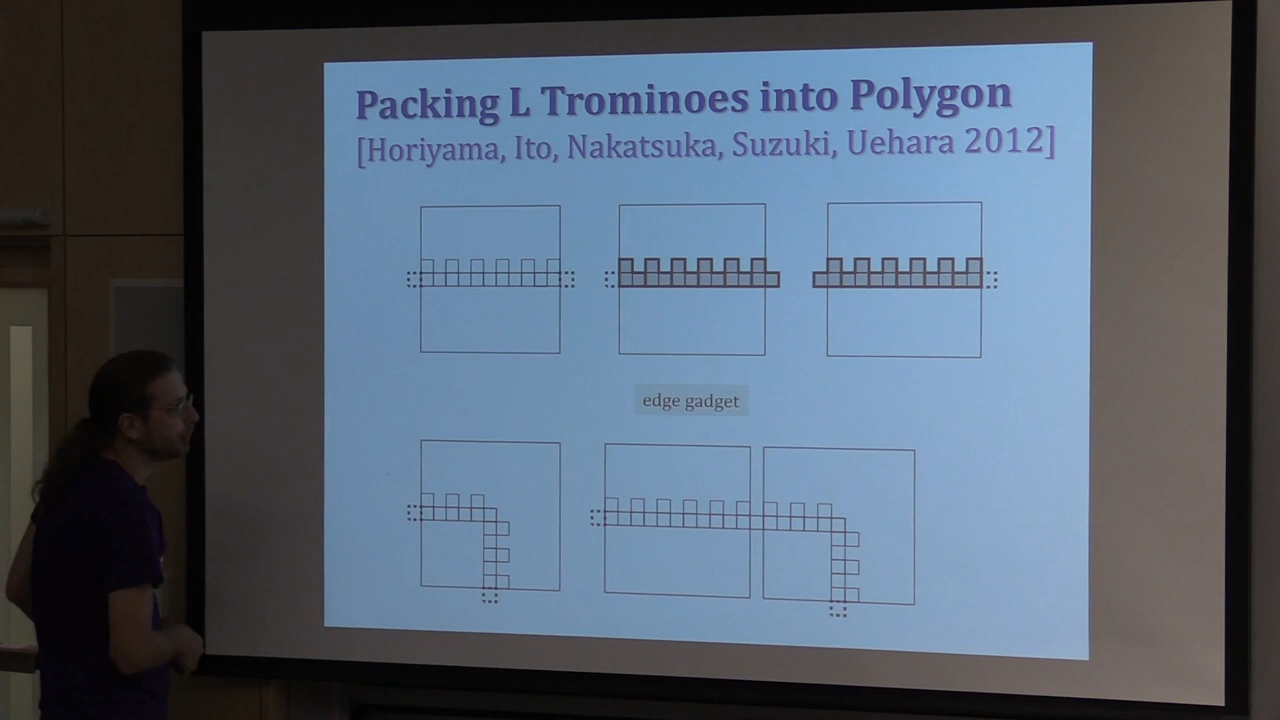 Packing L Trominoes into Polygon
[Horiyama, Ito, Nakatsuka, Suzuki, Uehara 2012]
edge gadget